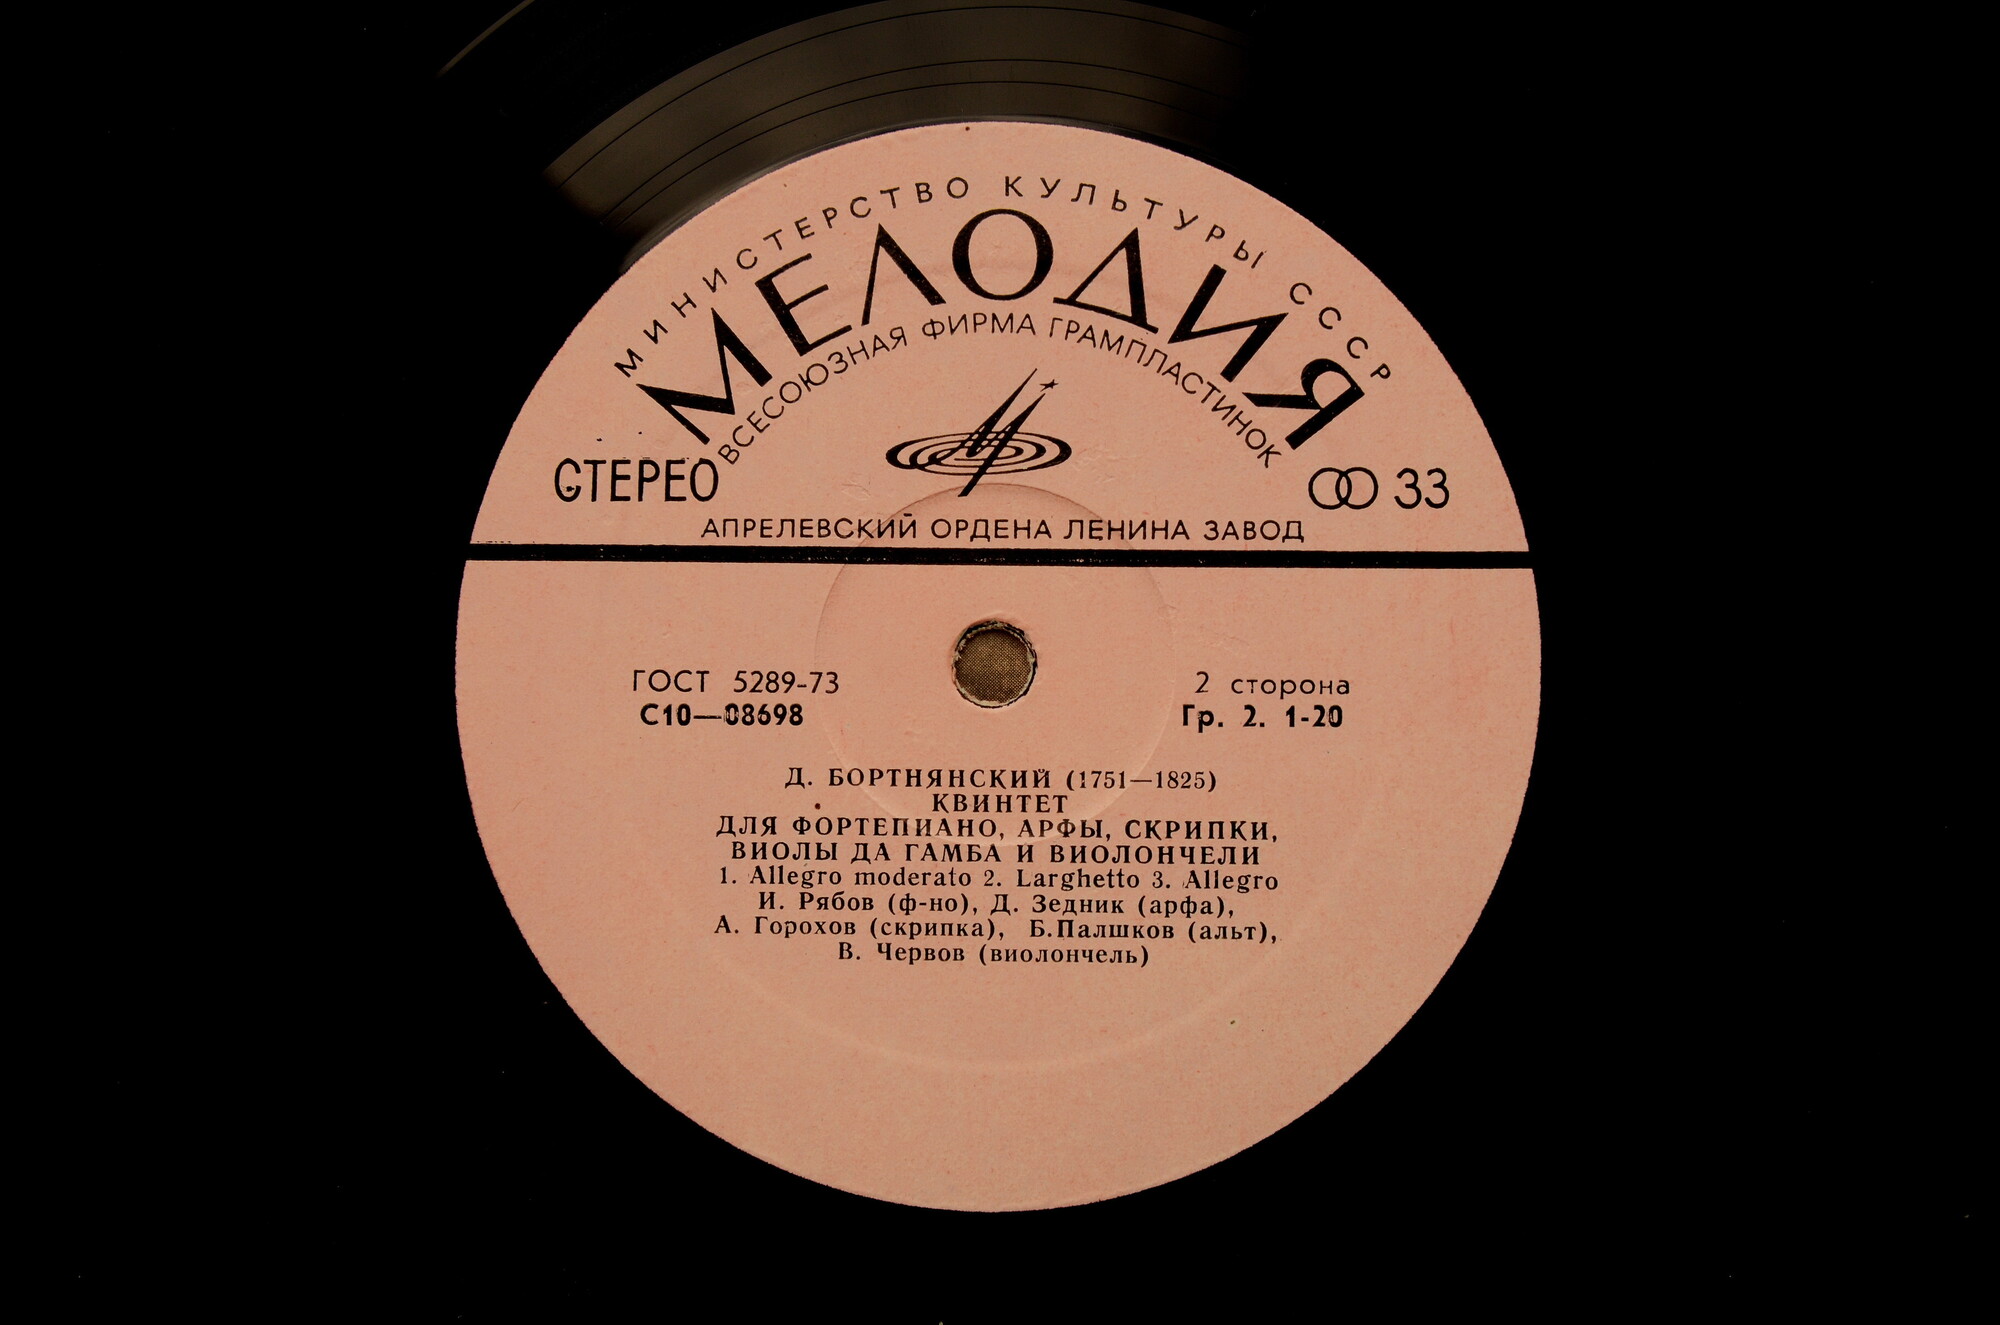 МИНИСТЕРСТВО КУЛЬТУРЫ СССР
МЕЛОДИЯ
ВСЕСОЮЗНАЯ ФИРМА ГРАМПЛАСТИНОК
СТЕРЕО
33
АПРЕЛЕВСКИЙ ОРДЕНА ЛЕНИНА ЗАВОД
ГОСТ 5289-73
С10—08698
2 сторона
Гр. 2. 1-20
Д. БОРТНЯНСКИЙ (1751—1825)
КВИНТЕТ
ДЛЯ ФОРТЕПИАНО, АРФЫ, СКРИПКИ,
ВИОЛЫ ДА ГАМБА И ВИОЛОНЧЕЛИ
1. Allegro moderato 2. Larghetto 3. Allegro
И. Рябов (ф-но), Д. Зедник (арфа),
А. Горохов (скрипка), Б.Палшков (альт),
В. Червов (виолончель)